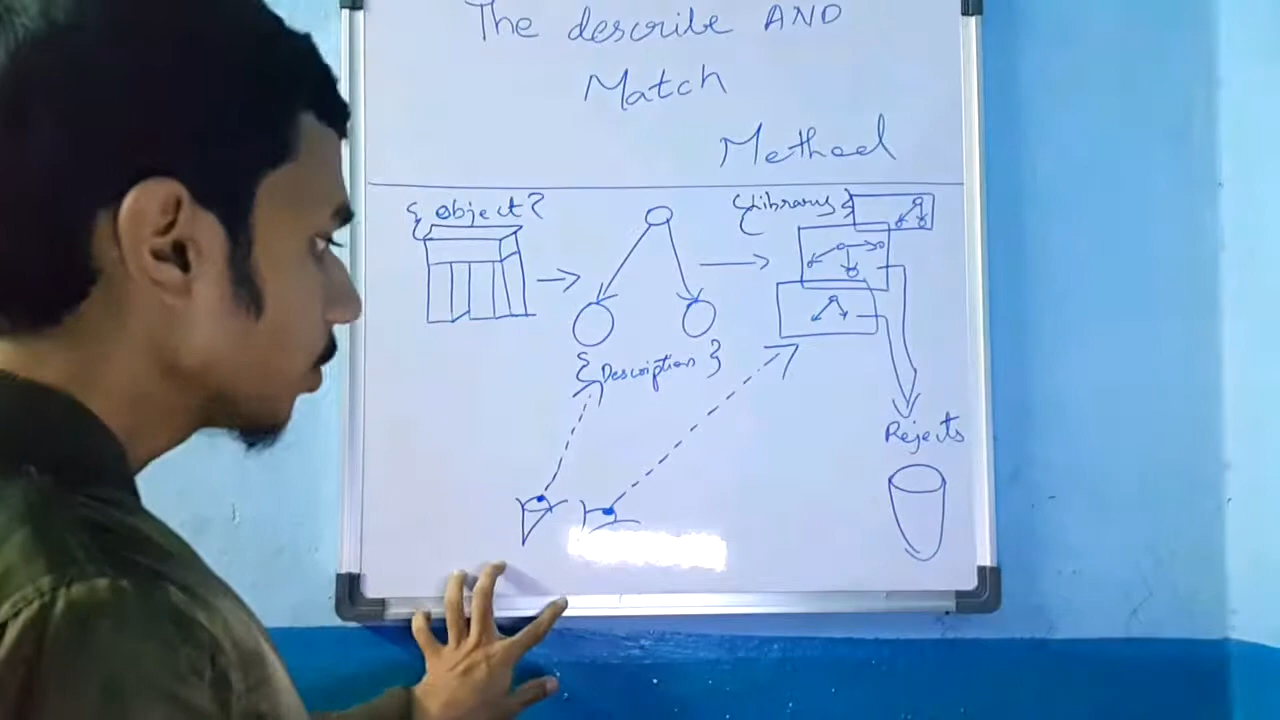 The describe AND
Match
Method
{ Object }
{ Library }
{ Description }
Rejects